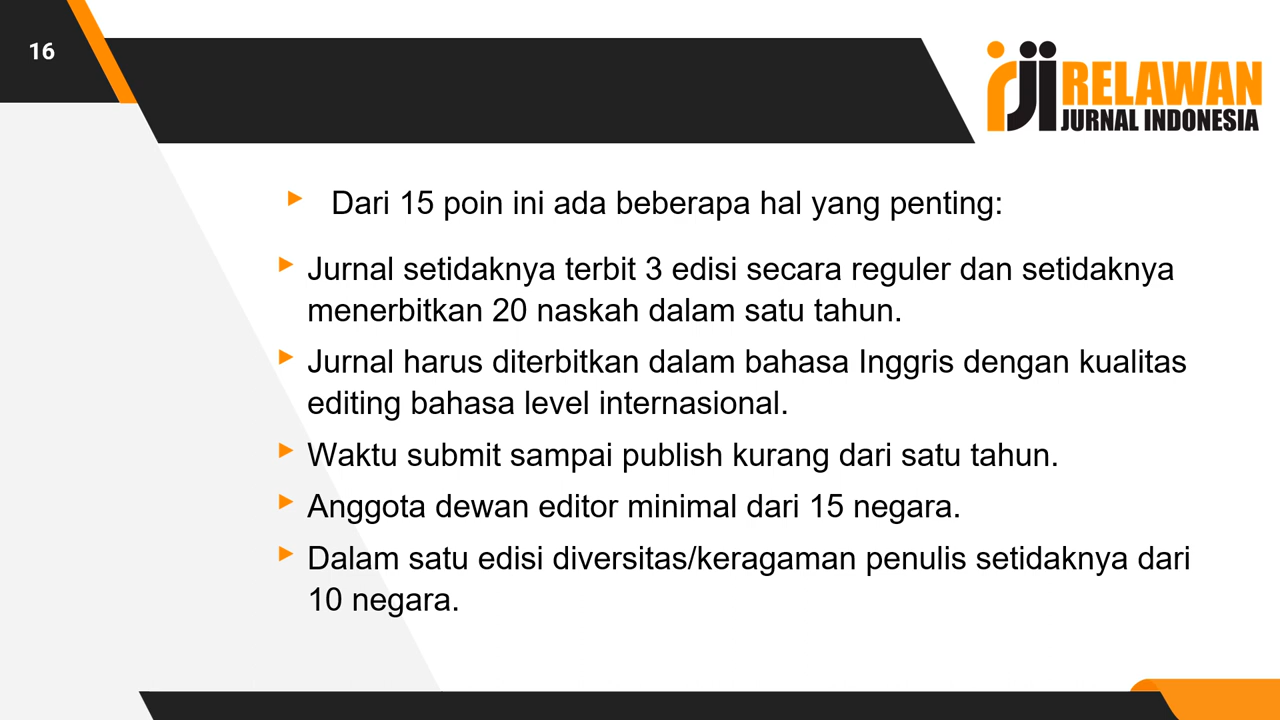 16
RELAWAN
JURNAL INDONESIA
Dari 15 poin ini ada beberapa hal yang penting:
Jurnal setidaknya terbit 3 edisi secara reguler dan setidaknya
menerbitkan 20 naskah dalam satu tahun.
Jurnal harus diterbitkan dalam bahasa Inggris dengan kualitas
editing bahasa level internasional.
Waktu submit sampai publish kurang dari satu tahun.
Anggota dewan editor minimal dari 15 negara.
Dalam satu edisi diversitas/keragaman penulis setidaknya dari
10 negara.